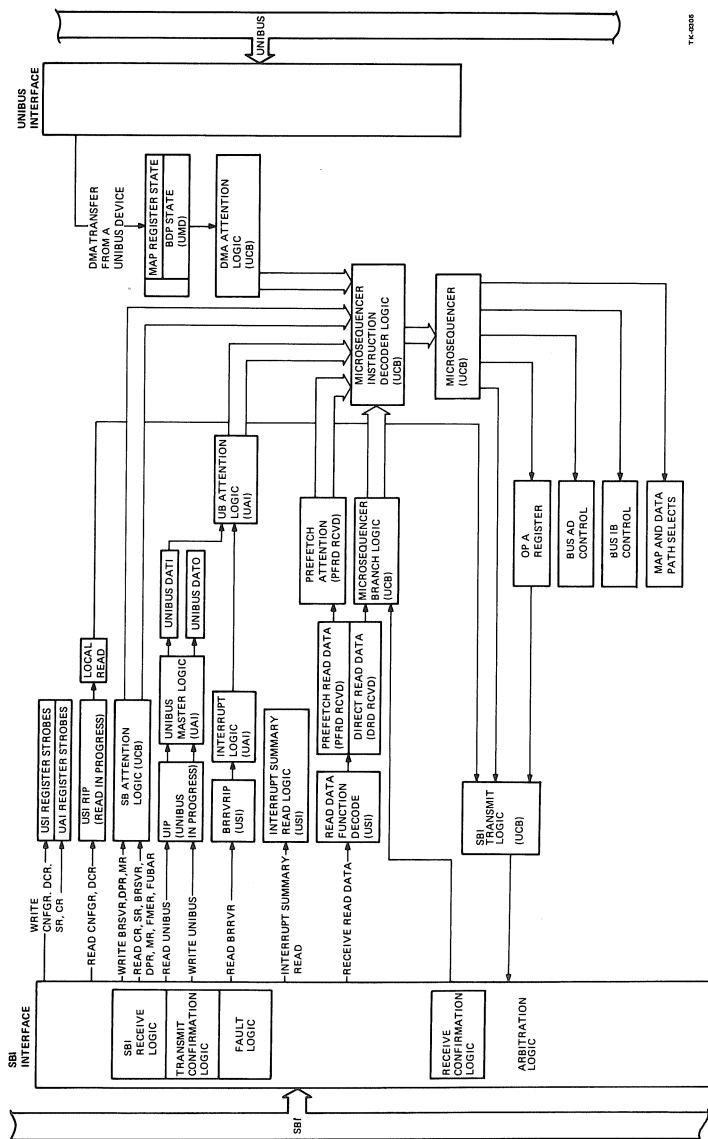 SBI
INTERFACE
SBI
SBI
RECEIVE
LOGIC
TRANSMIT
CONFIRMATION
LOGIC
FAULT
LOGIC
RECEIVE
CONFIRMATION
LOGIC
ARBITRATION
LOGIC
WRITE
CNFGR, DCR,
SR, CR
READ CNFGR, DCR
WRITE BRSVR, DPR, MR
READ CR, SR, BRSVR,
DPR, MR, FMER, FUBAR
READ UNIBUS
WRITE UNIBUS
READ BRRVR
INTERRUPT SUMMARY
READ
RECEIVE READ DATA
USI REGISTER STROBES
UAI REGISTER STROBES
USI RIP
(READ IN PROGRESS)
LOCAL
READ
SB ATTENTION
LOGIC (UCB)
UIP
(UNIBUS
IN PROGRESS)
UNIBUS
MASTER LOGIC
(UAI)
UNIBUS DATI
UNIBUS DATO
BRRVRIP
(USI)
INTERRUPT
LOGIC
(UAI)
UB ATTENTION
LOGIC
(UAI)
INTERRUPT SUMMARY
READ LOGIC
(USI)
READ DATA
FUNCTION
DECODE
(USI)
PREFETCH READ DATA
(PFRD RCVD)
DIRECT READ DATA
(DRD RCVD)
PREFETCH
ATTENTION
(PFRD RCVD)
MICROSEQUENCER
BRANCH LOGIC
(UCB)
SBI
TRANSMIT
LOGIC
(UCB)
DMA TRANSFER
FROM A
UNIBUS DEVICE
MAP REGISTER STATE
BDP STATE
(UMD)
DMA ATTENTION
LOGIC
(UCB)
MICROSEQUENCER
INSTRUCTION
DECODER LOGIC
(UCB)
MICROSEQUENCER
(UCB)
OP A
REGISTER
BUS AD
CONTROL
BUS IB
CONTROL
MAP AND DATA
PATH SELECTS
UNIBUS
INTERFACE
UNIBUS
TK-0306